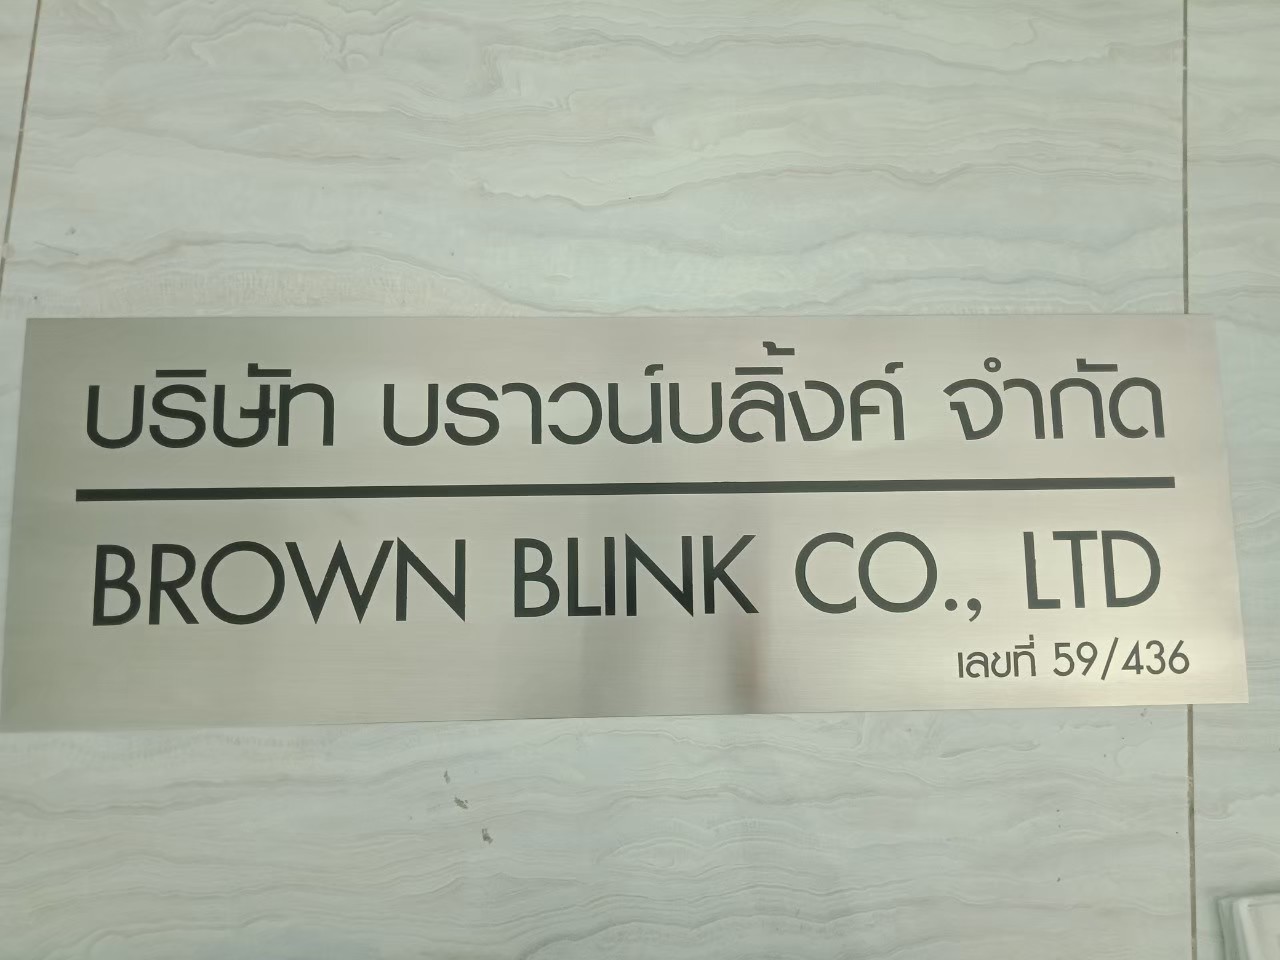 บริษัท บราวน์บลิ้งค์ จำกัด
BROWN BLINK CO., LTD
เลขที่ 59/436